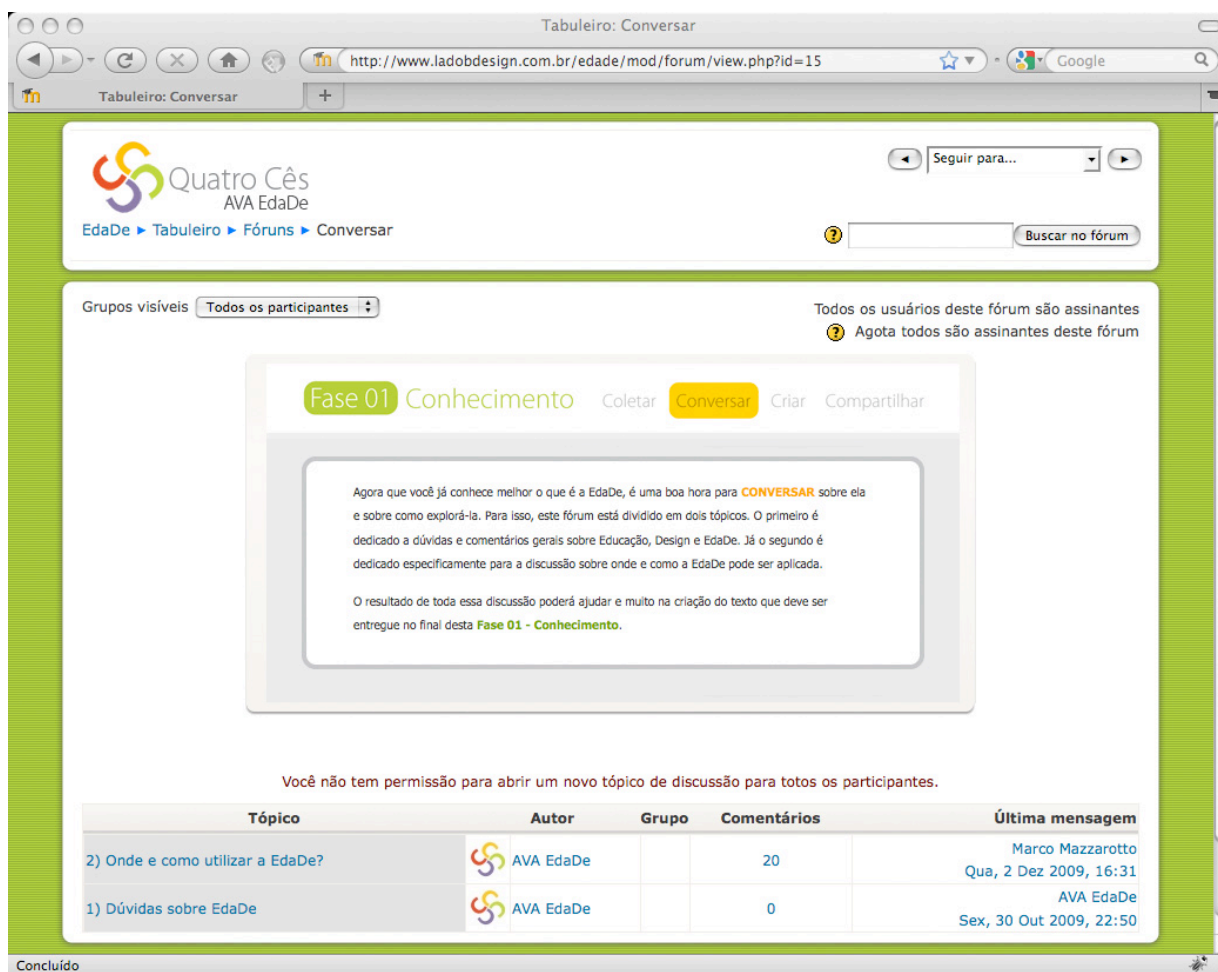 Tabuleiro: Conversar
http://www.ladobdesign.com.br/edade/mod/forum/view.php?id=15
Google
Tabuleiro: Conversar
+
Quatro Cês
AVA EdaDe
Seguir para...
EdaDe ► Tabuleiro ► Fóruns ► Conversar
? Buscar no fórum
Grupos visíveis Todos os participantes
Todos os usuários deste fórum são assinantes
? Agota todos são assinantes deste fórum
Fase 01 Conhecimento Coletar Conversar Criar Compartilhar
Agora que você já conhece melhor o que é a EdaDe, é uma boa hora para CONVERSAR sobre ela
e sobre como explorá-la. Para isso, este fórum está dividido em dois tópicos. O primeiro é
dedicado a dúvidas e comentários gerais sobre Educação, Design e EdaDe. Já o segundo é
dedicado especificamente para a discussão sobre onde e como a EdaDe pode ser aplicada.
O resultado de toda essa discussão poderá ajudar e muito na criação do texto que deve ser
entregue no final desta Fase 01 - Conhecimento.
Você não tem permissão para abrir um novo tópico de discussão para totos os participantes.
Tópico Autor Grupo Comentários Última mensagem
2) Onde e como utilizar a EdaDe? AVA EdaDe 20 Marco Mazzarotto
Qua, 2 Dez 2009, 16:31
1) Dúvidas sobre EdaDe AVA EdaDe 0 AVA EdaDe
Sex, 30 Out 2009, 22:50
Concluído